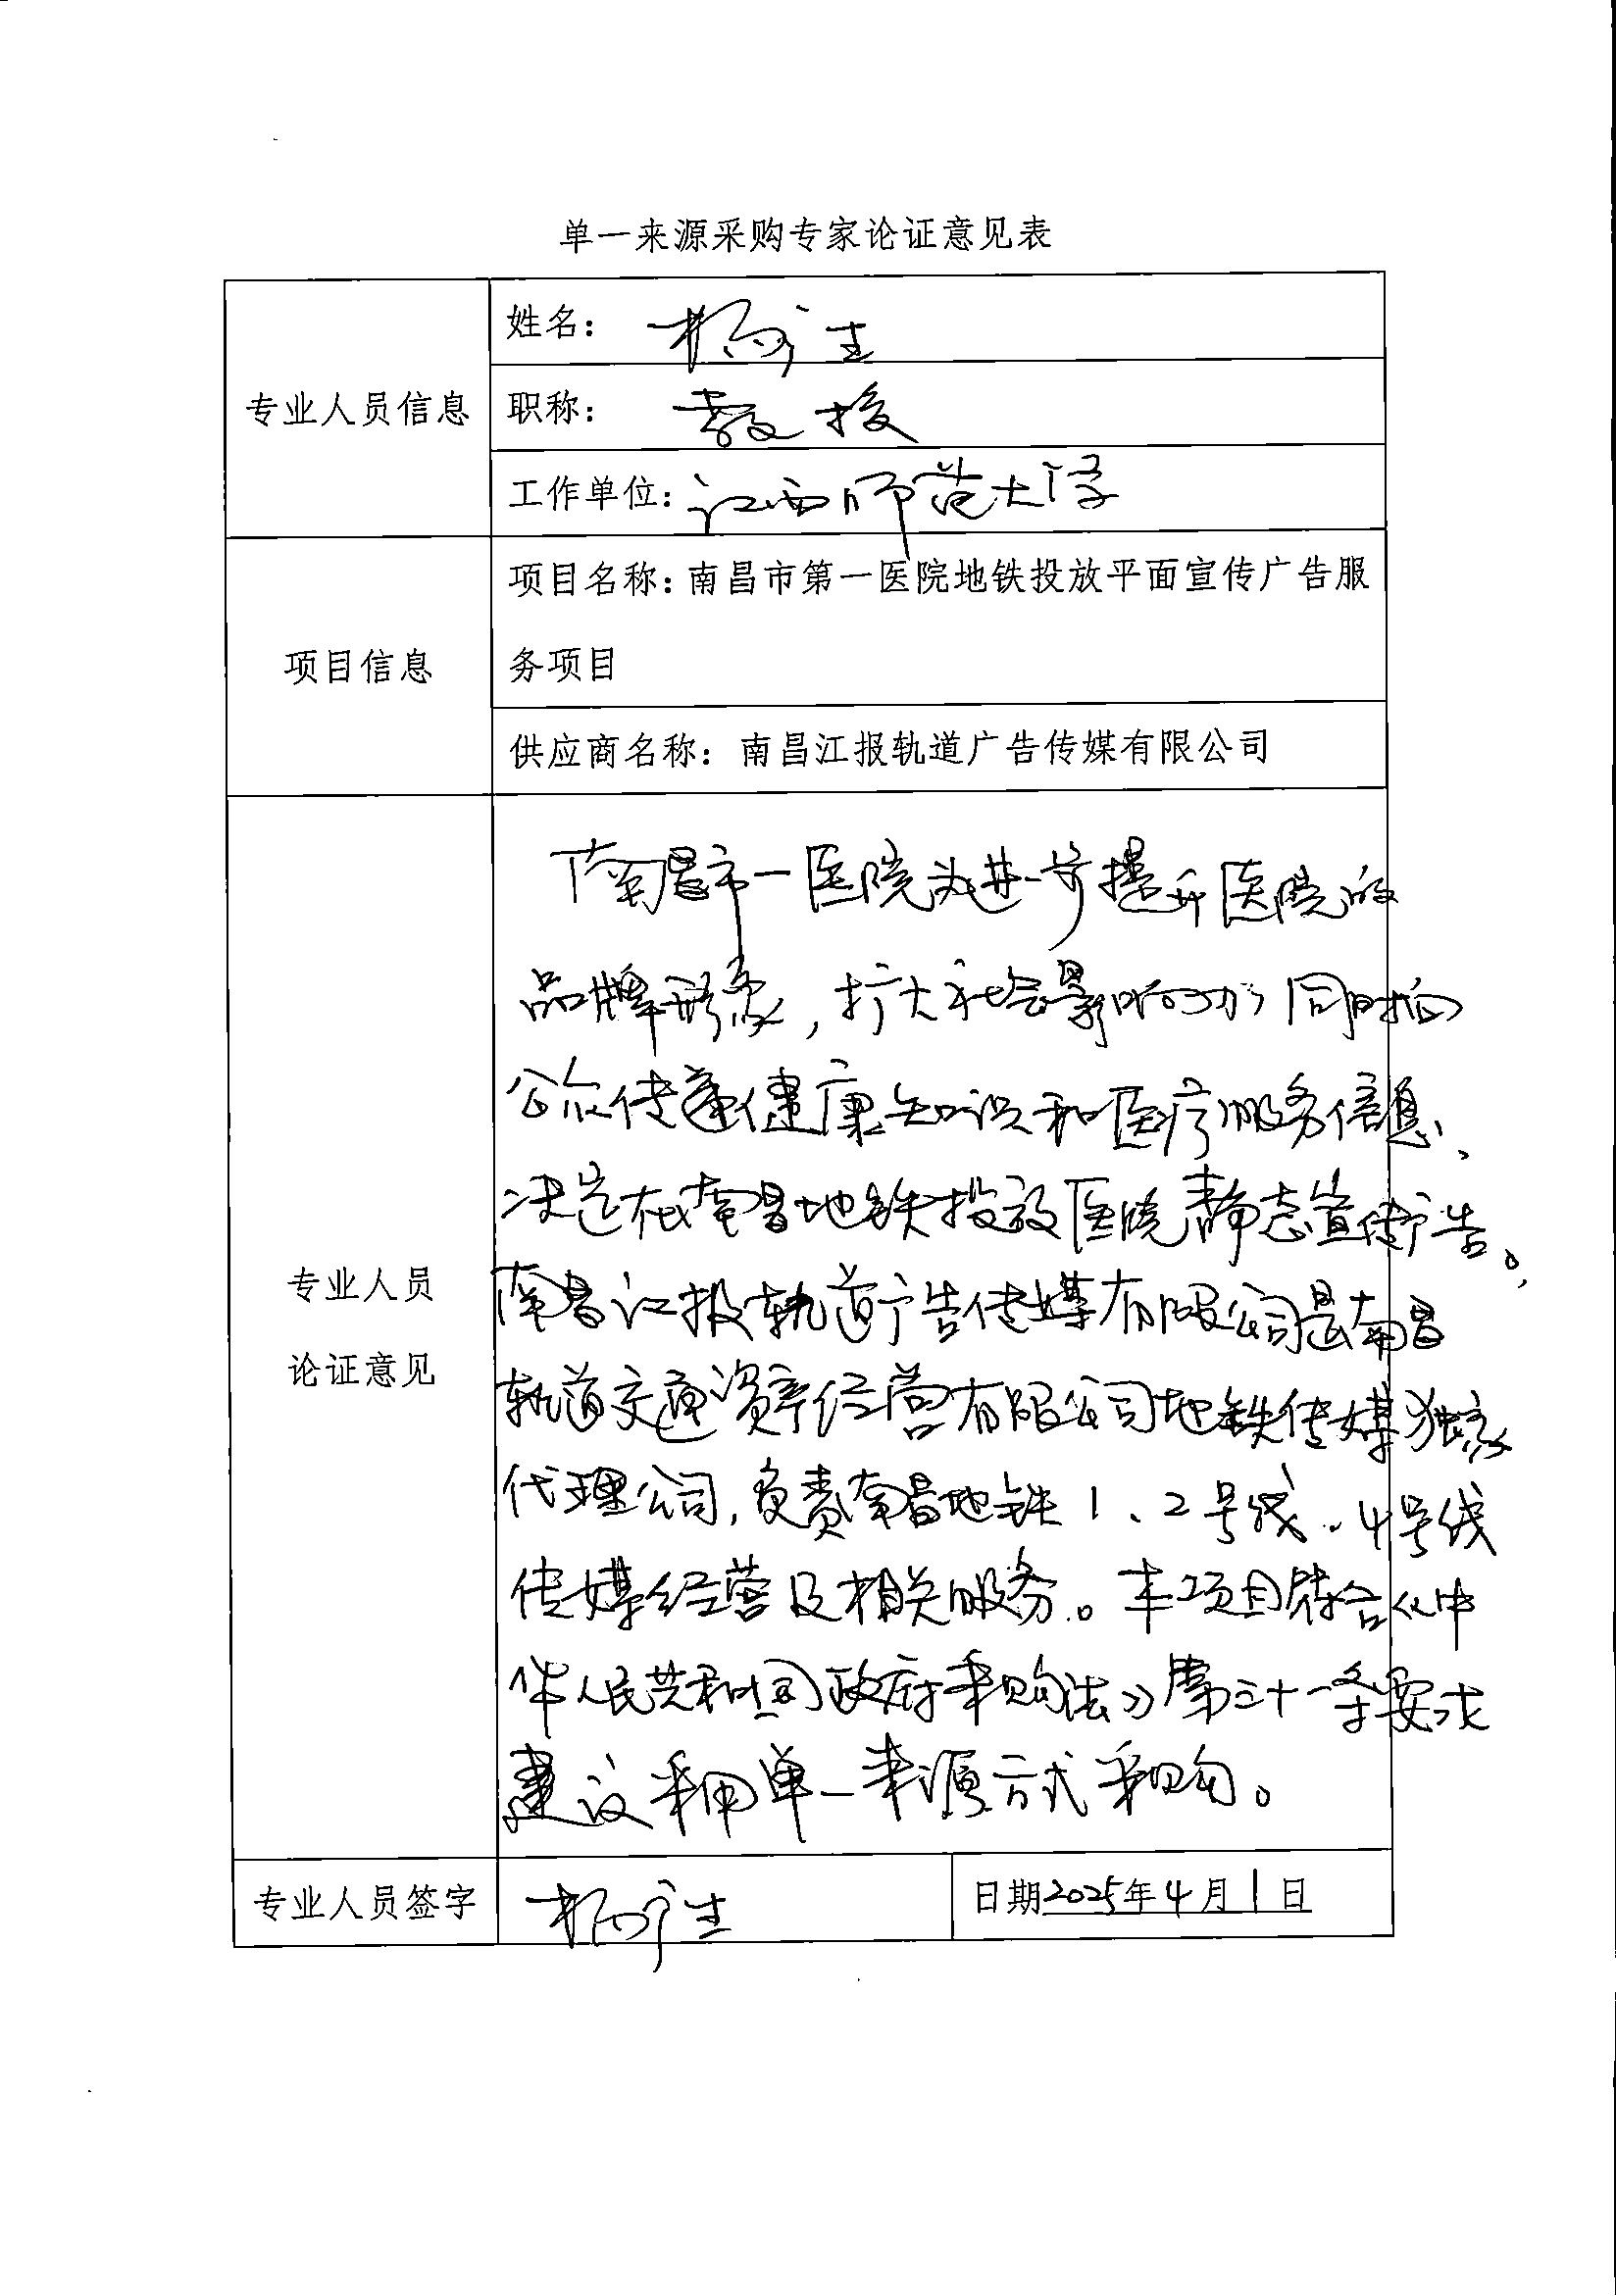 单一来源采购专家论证意见表
专业人员信息
姓名：杨广生
职称：教授
工作单位：江西师范大学
项目信息
项目名称：南昌市第一医院地铁投放平面宣传广告服
务项目
供应商名称：南昌江报轨道广告传媒有限公司
专业人员
论证意见
南昌市一医院为进一步提升医院的
品牌形象，扩大社会影响力，同时向
公众传递健康知识和医疗服务信息、
决定在南昌地铁投放医院静态宣传广告。
南昌江报轨道广告传媒有限公司是南昌
轨道交通资产经营有限公司地铁传媒独家
代理公司，负责南昌地铁1、2号线、4号线
传媒经营及相关服务。本项目符合《中
华人民共和国政府采购法》第三十一条要求
建议采用单一来源方式采购。
专业人员签字
杨广生
日期2025年4月1日